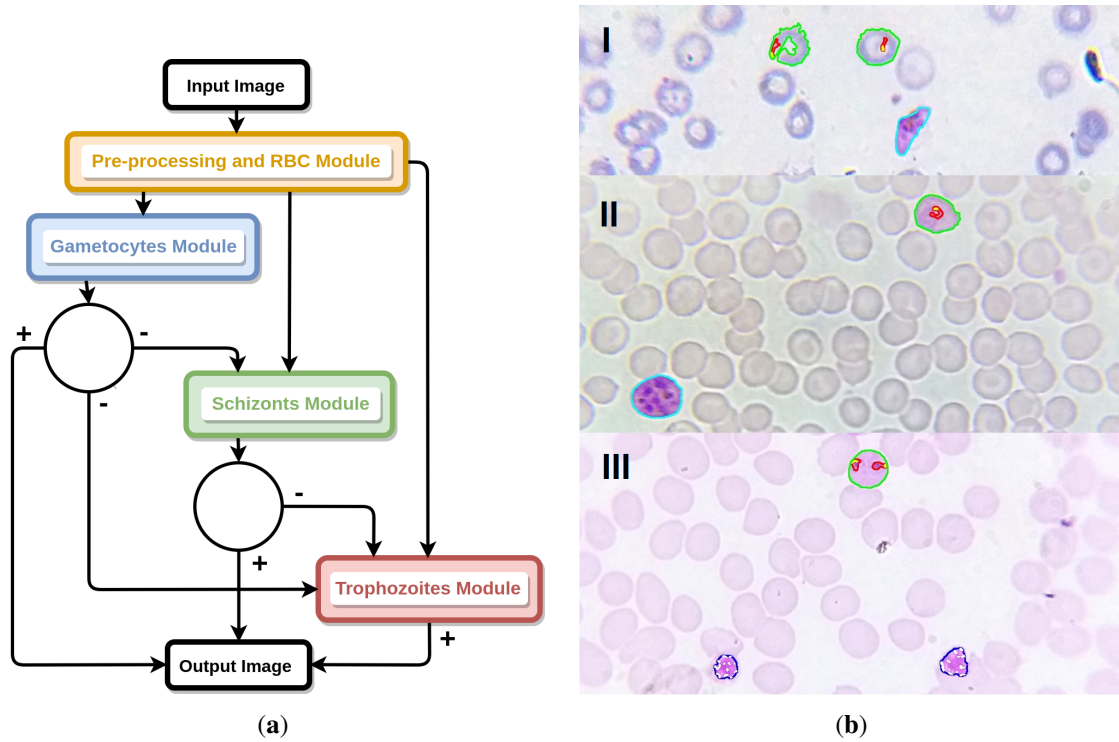 Input Image
Pre-processing and RBC Module
Gametocytes Module
+
-
-
Schizonts Module
-
+
Trophozoites Module
+
Output Image
(a)
I
II
III
(b)